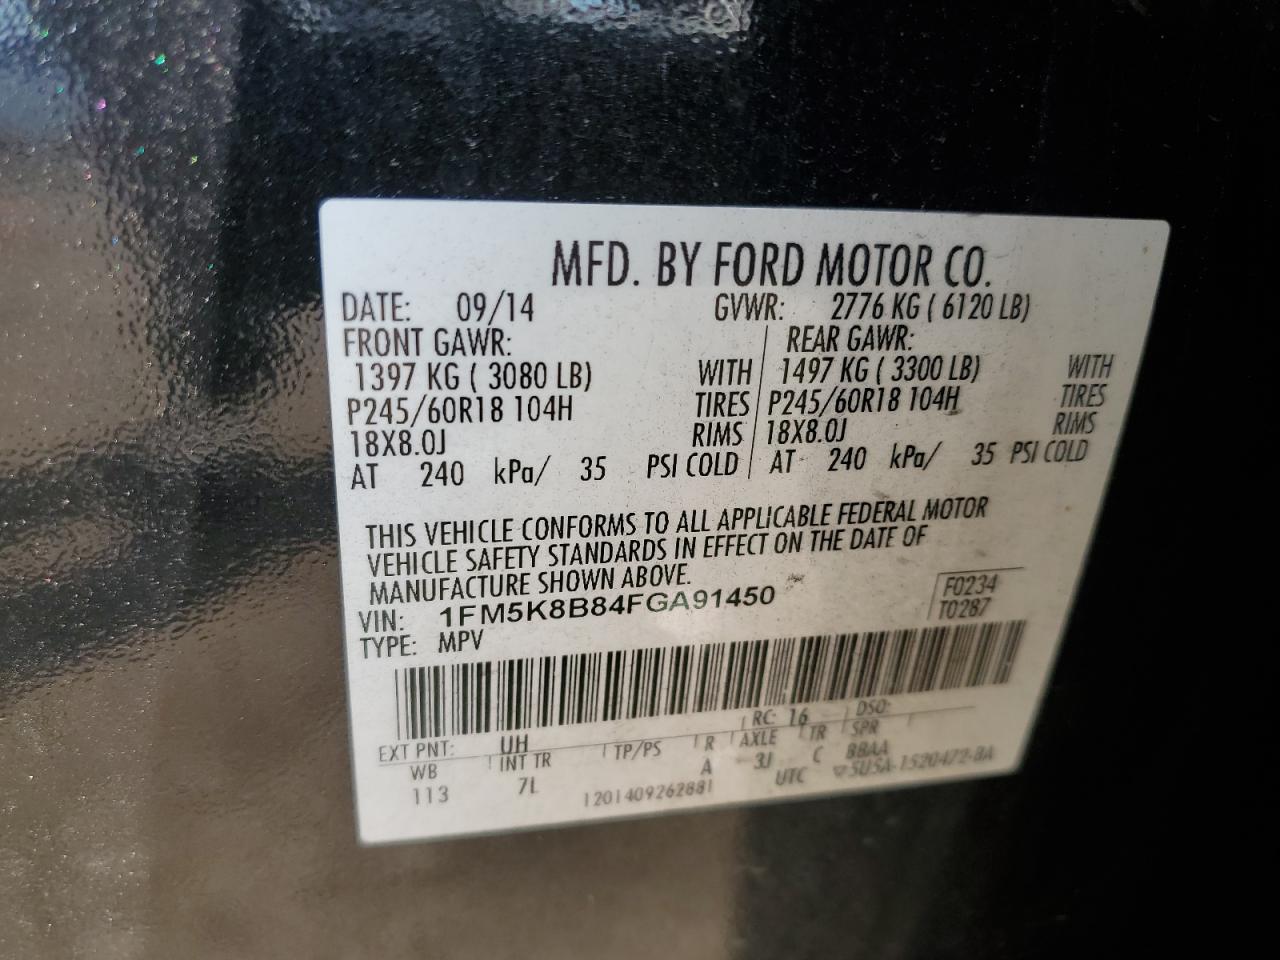 MFD. BY FORD MOTOR CO.
DATE: 09/14 GVWR: 2776 KG ( 6120 LB)
FRONT GAWR: REAR GAWR:
1397 KG ( 3080 LB) WITH 1497 KG ( 3300 LB) WITH
P245/60R18 104H TIRES P245/60R18 104H TIRES
18X8.0J RIMS 18X8.0J RIMS
AT 240 kPa/ 35 PSI COLD AT 240 kPa/ 35 PSI COLD
THIS VEHICLE CONFORMS TO ALL APPLICABLE FEDERAL MOTOR
VEHICLE SAFETY STANDARDS IN EFFECT ON THE DATE OF
MANUFACTURE SHOWN ABOVE.
VIN: 1FM5K8B84FGA91450 F0234
TYPE: MPV T0287
EXT PNT: UH RC: 16 DSO:
WB INT TR TP/PS R AXLE TR SPR
113 7L A 3J C BBAA
1201409262881 UTC ▽5USA-1520472-BA